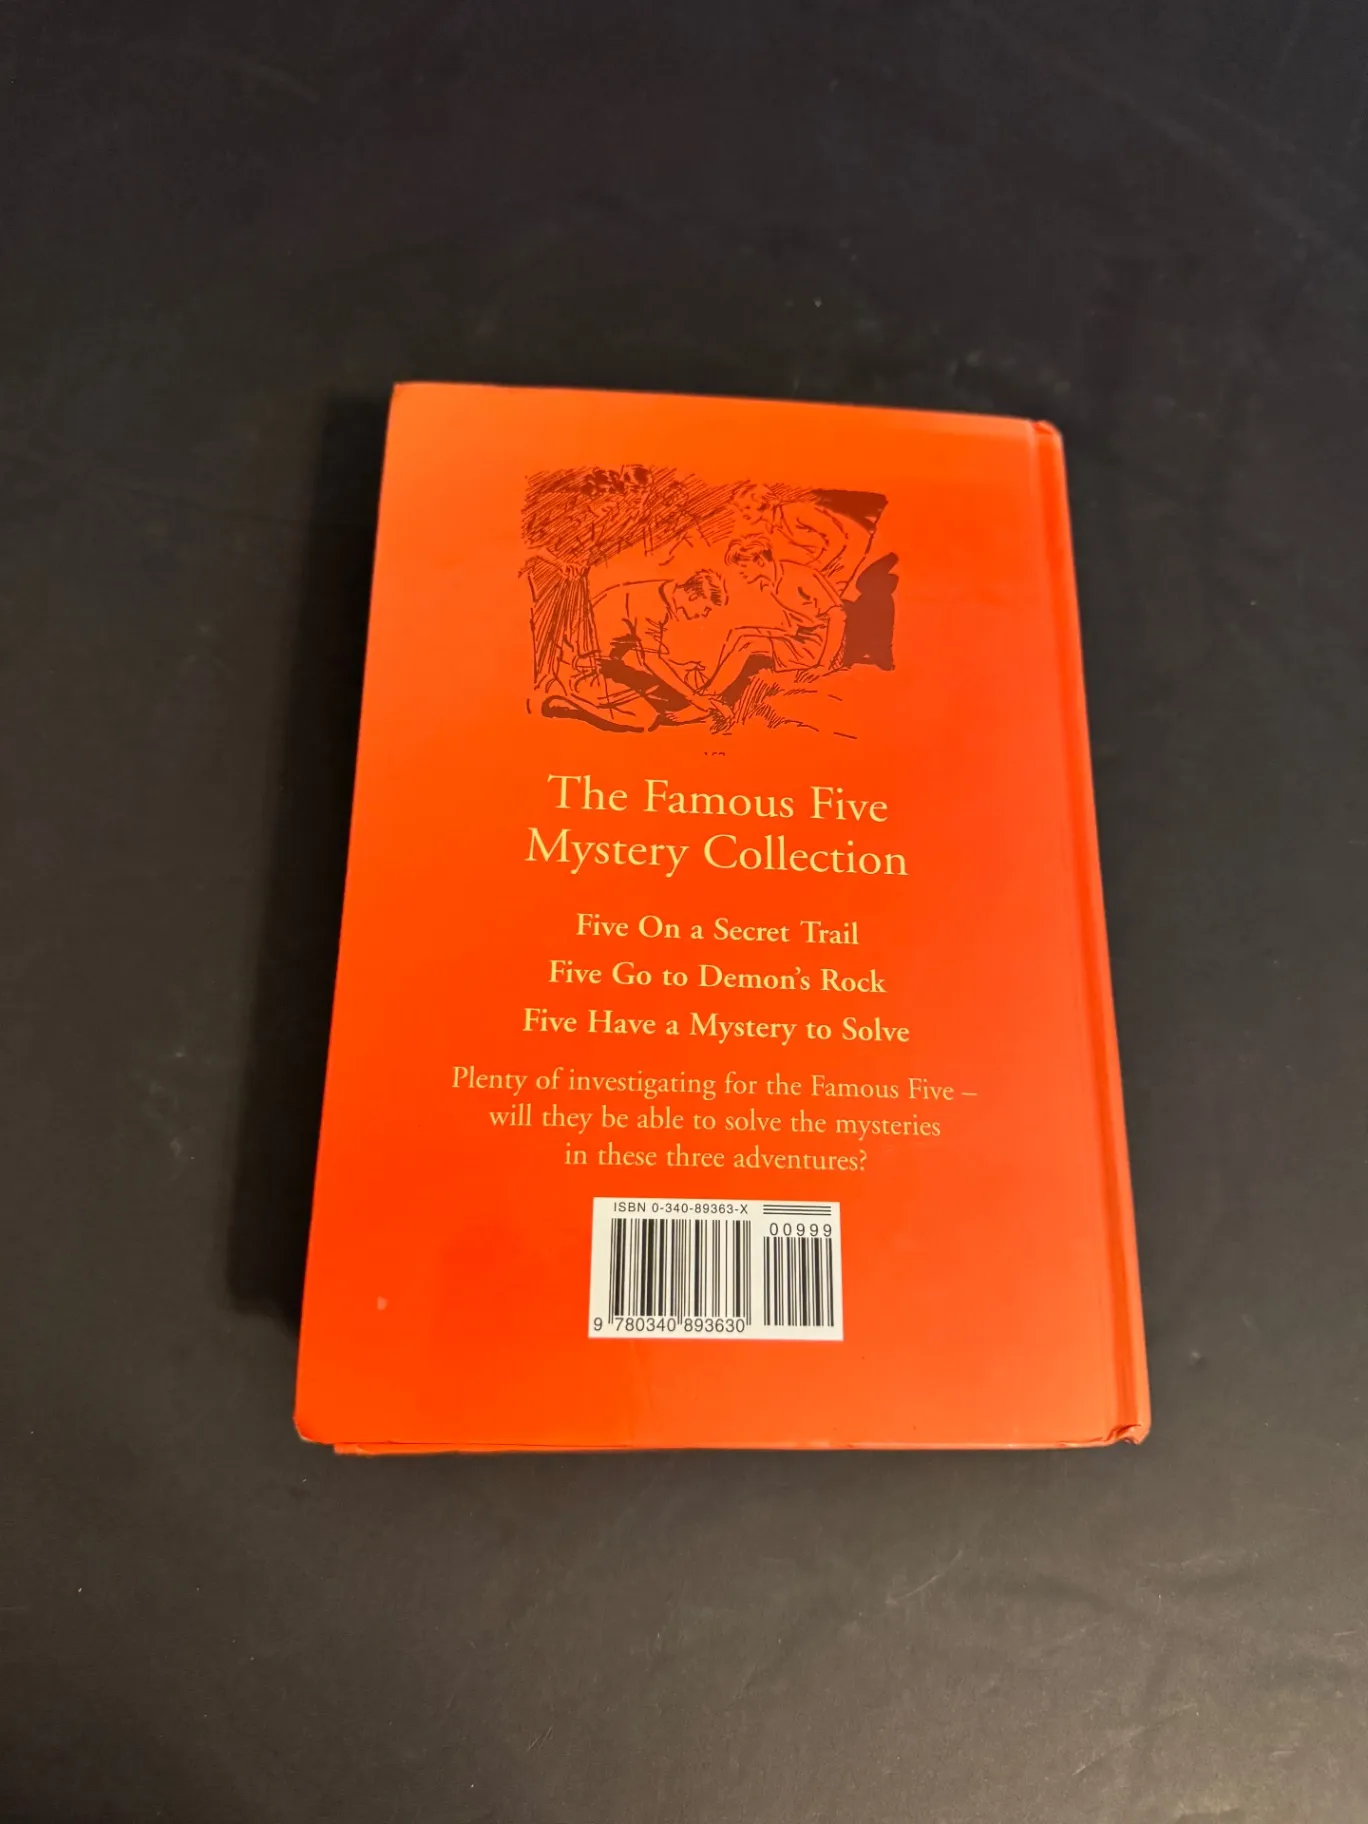 The Famous Five
Mystery Collection
Five On a Secret Trail
Five Go to Demon's Rock
Five Have a Mystery to Solve
Plenty of investigating for the Famous Five –
will they be able to solve the mysteries
in these three adventures?
ISBN 0-340-89363-X
00999
9 780340 893630